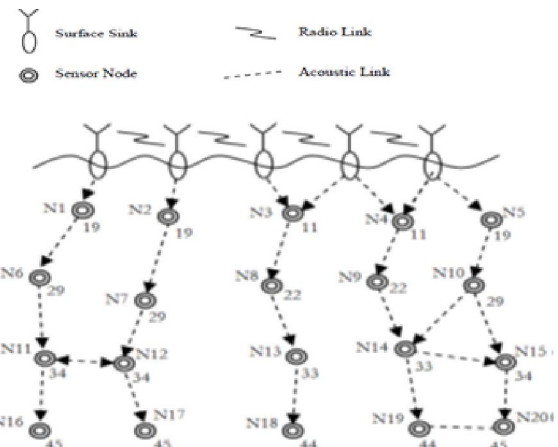 Surface Sink
Radio Link
Sensor Node
Acoustic Link
N1
19
N2
19
N3
11
N4
11
N5
19
N6
29
N7
29
N8
22
N9
22
N10
29
N11
34
N12
34
N13
33
N14
33
N15
34
N16
45
N17
45
N18
44
N19
44
N20
45